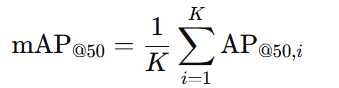 mAP@50 = 1/K ∑_{i=1}^{K} AP@50,i